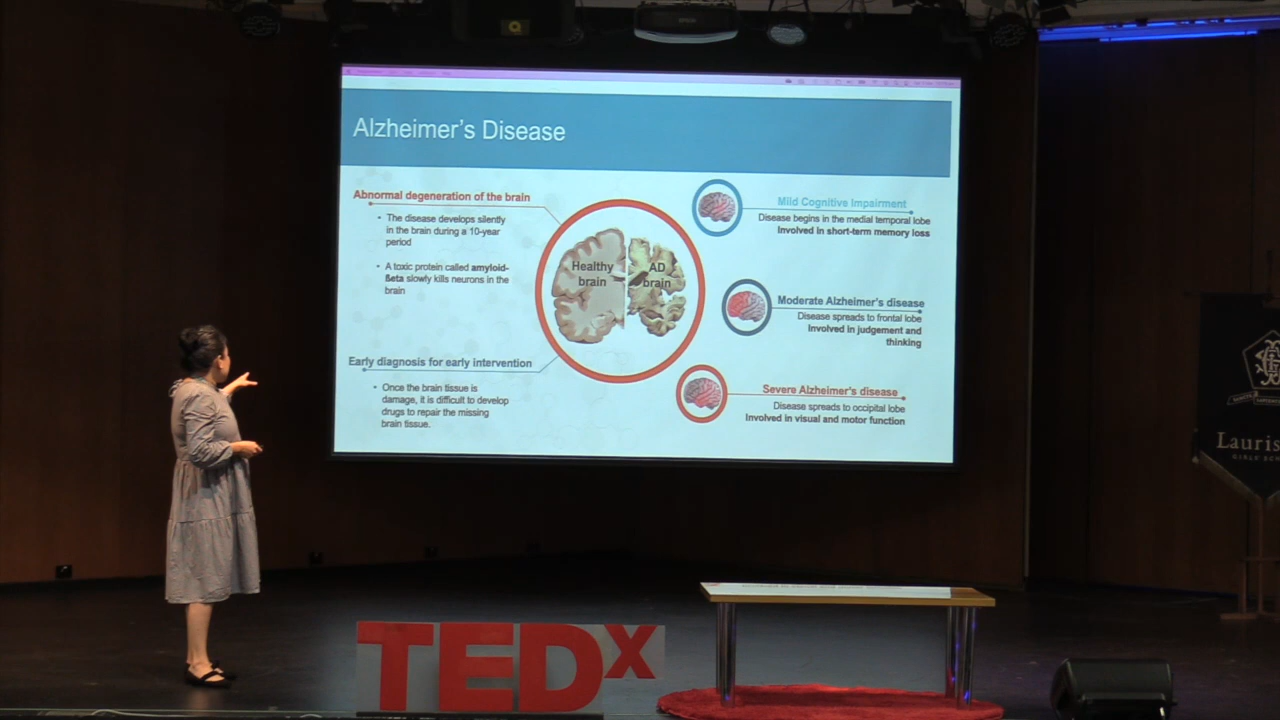 Alzheimer's Disease
Abnormal degeneration of the brain
• The disease develops silently
in the brain during a 10-year
period
• A toxic protein called amyloid-
ßeta slowly kills neurons in the
brain
Early diagnosis for early intervention
• Once the brain tissue is
damage, it is difficult to develop
drugs to repair the missing
brain tissue.
Healthy
brain
AD
brain
Mild Cognitive Impairment
Disease begins in the medial temporal lobe
Involved in short-term memory loss
Moderate Alzheimer's disease
Disease spreads to frontal lobe
Involved in judgement and
thinking
Severe Alzheimer's disease
Disease spreads to occipital lobe
Involved in visual and motor function
Lauris
GIRLS' SCH
TEDx